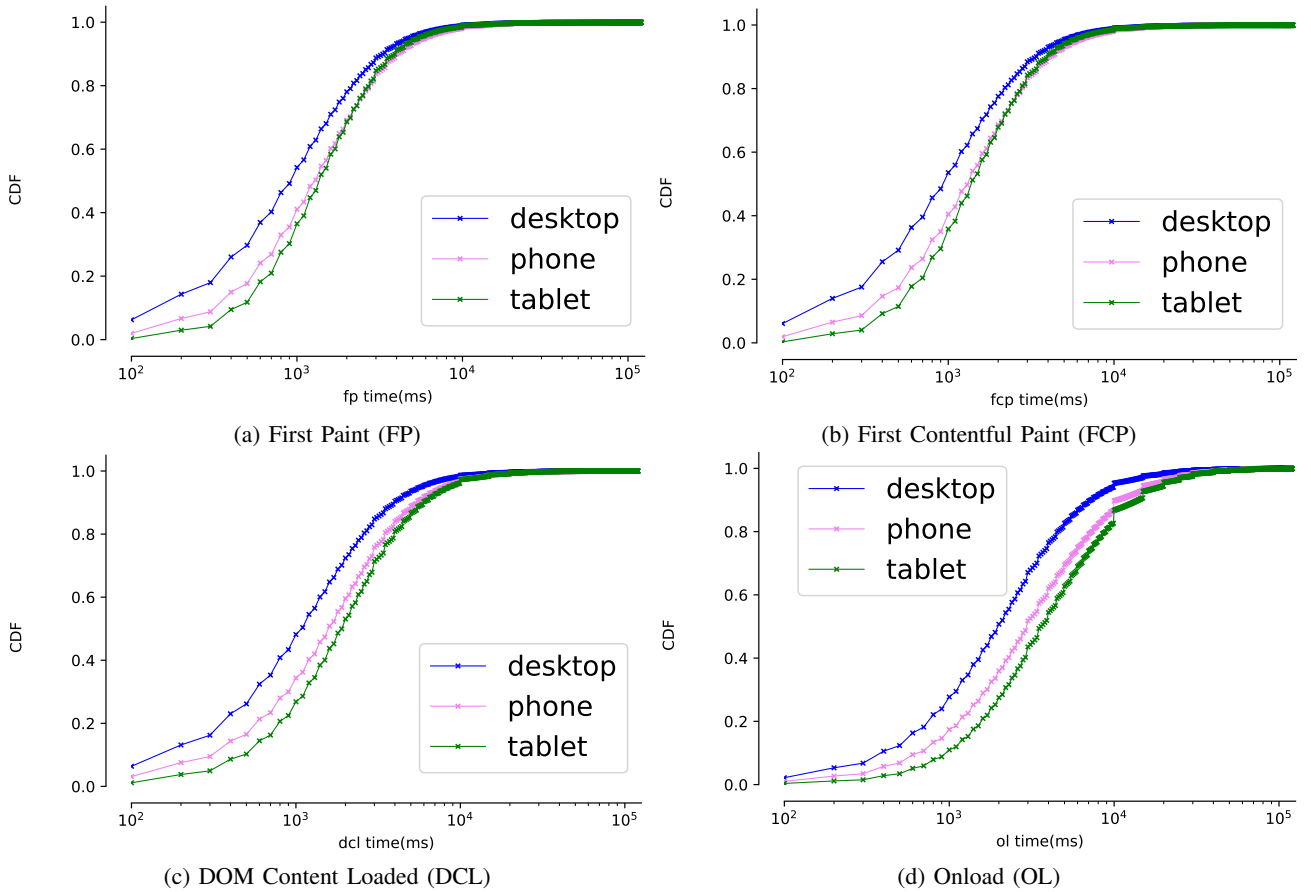 1.0
0.8
0.6
0.4
0.2
0.0
CDF
desktop
phone
tablet
10² 10³ 10⁴ 10⁵
fp time(ms)
(a) First Paint (FP)
1.0
0.8
0.6
0.4
0.2
0.0
CDF
desktop
phone
tablet
10² 10³ 10⁴ 10⁵
fcp time(ms)
(b) First Contentful Paint (FCP)
1.0
0.8
0.6
0.4
0.2
0.0
CDF
desktop
phone
tablet
10² 10³ 10⁴ 10⁵
dcl time(ms)
(c) DOM Content Loaded (DCL)
1.0
0.8
0.6
0.4
0.2
0.0
CDF
desktop
phone
tablet
10² 10³ 10⁴ 10⁵
ol time(ms)
(d) Onload (OL)